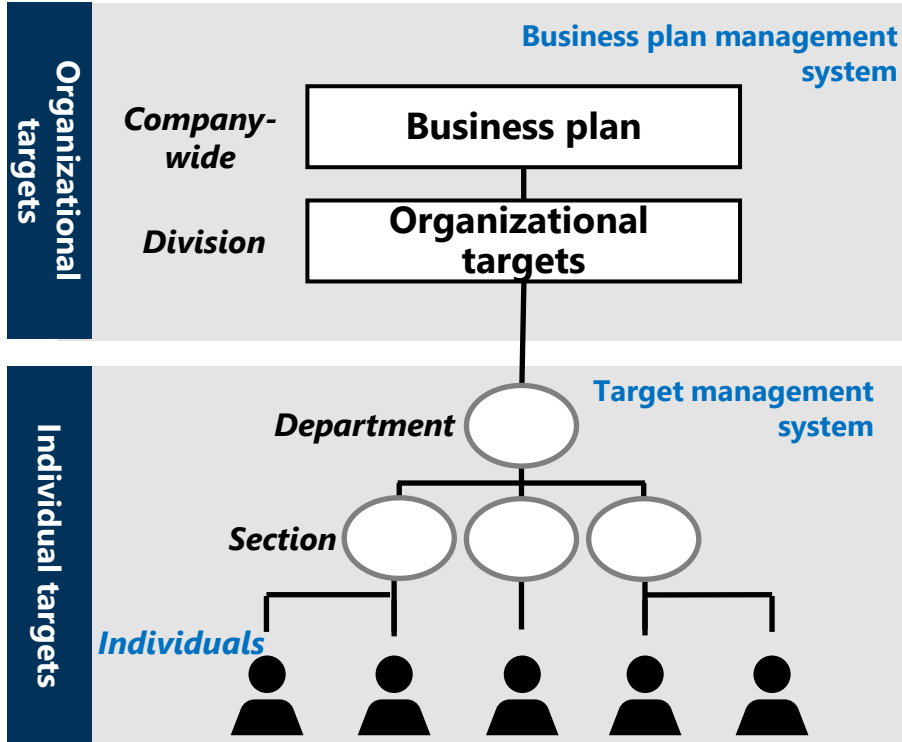 Organizational
targets
Business plan management
system
Company-
wide
Business plan
Division
Organizational
targets
Individual targets
Target management
system
Department
Section
Individuals